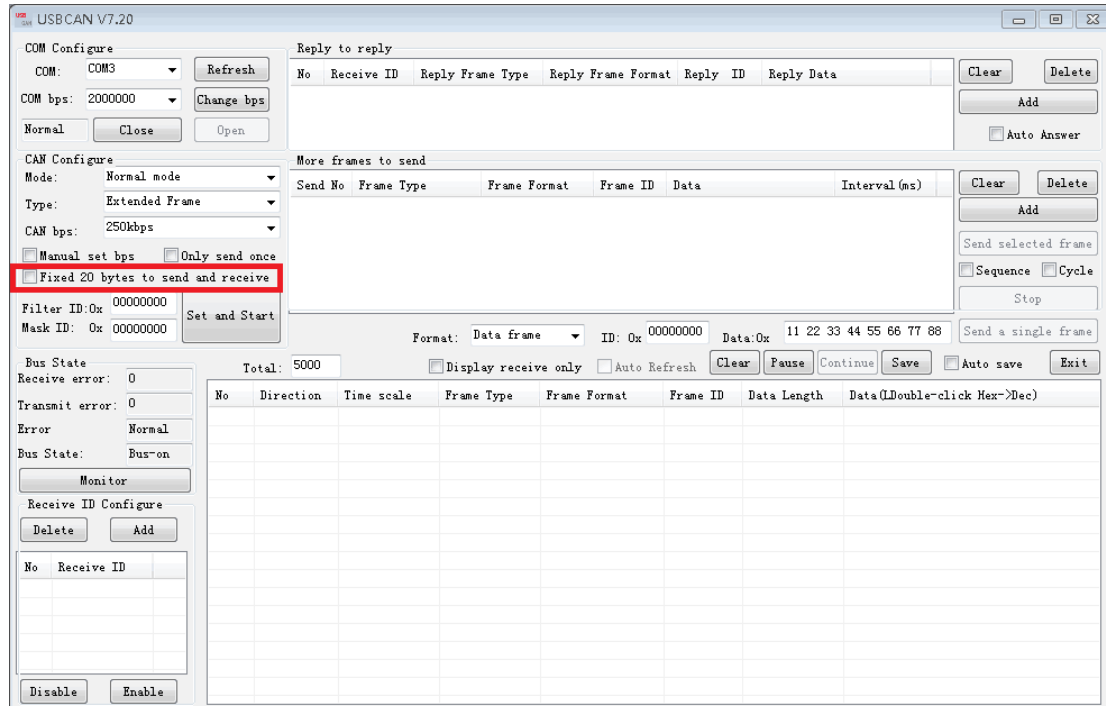 USBCAN V7.20
COM Configure
COM: COM3 Refresh
COM bps: 2000000 Change bps
Normal Close Open
Reply to reply
No Receive ID Reply Frame Type Reply Frame Format Reply ID Reply Data
Clear Delete
Add
Auto Answer
CAN Configure
Mode: Normal mode
Type: Extended Frame
CAN bps: 250kbps
Manual set bps Only send once
Fixed 20 bytes to send and receive
Filter ID:0x 00000000
Mask ID: 0x 00000000
Set and Start
More frames to send
Send No Frame Type Frame Format Frame ID Data Interval(ms)
Clear Delete
Add
Send selected frame
Sequence Cycle
Stop
Format: Data frame ID: 0x 00000000 Data:0x 11 22 33 44 55 66 77 88 Send a single frame
Total: 5000 Display receive only Auto Refresh Clear Pause Continue Save Auto save Exit
Bus State
Receive error: 0
Transmit error: 0
Error Normal
Bus State: Bus-on
Monitor
No Direction Time scale Frame Type Frame Format Frame ID Data Length Data(LDouble-click Hex->Dec)
Receive ID Configure
Delete Add
No Receive ID
Disable Enable